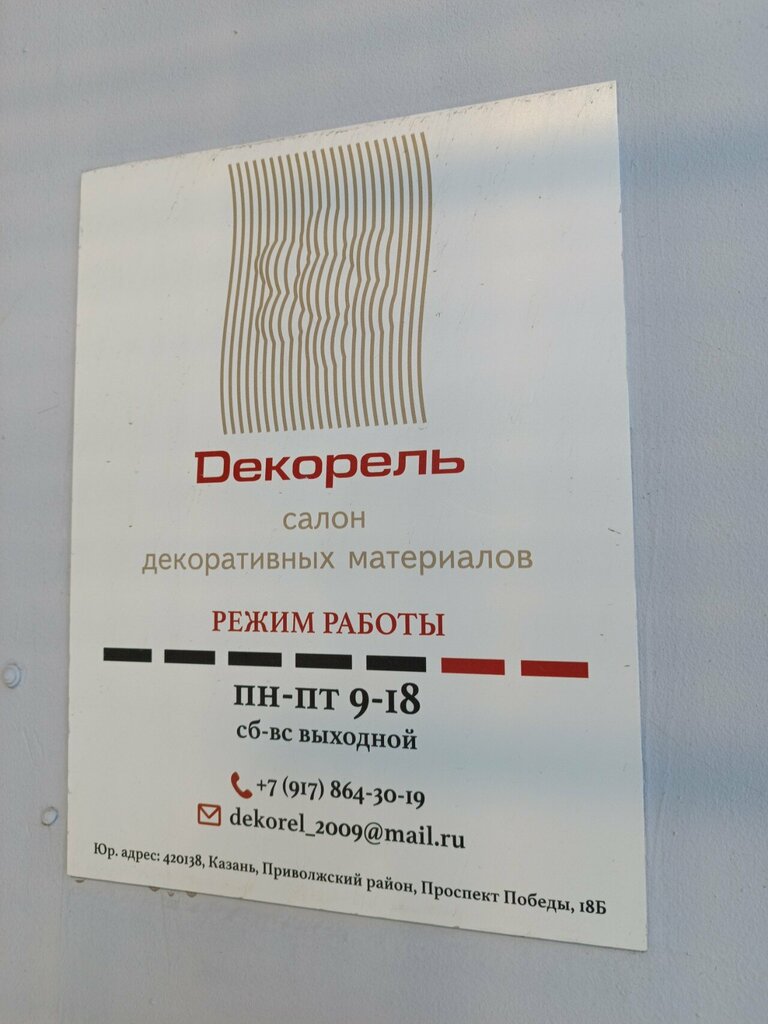 Dекорель
салон
декоративных материалов
РЕЖИМ РАБОТЫ
пн-пт 9-18
сб-вс выходной
+7 (917) 864-30-19
dekorel_2009@mail.ru
Юр. адрес: 420138, Казань, Приволжский район, Проспект Победы, 18Б